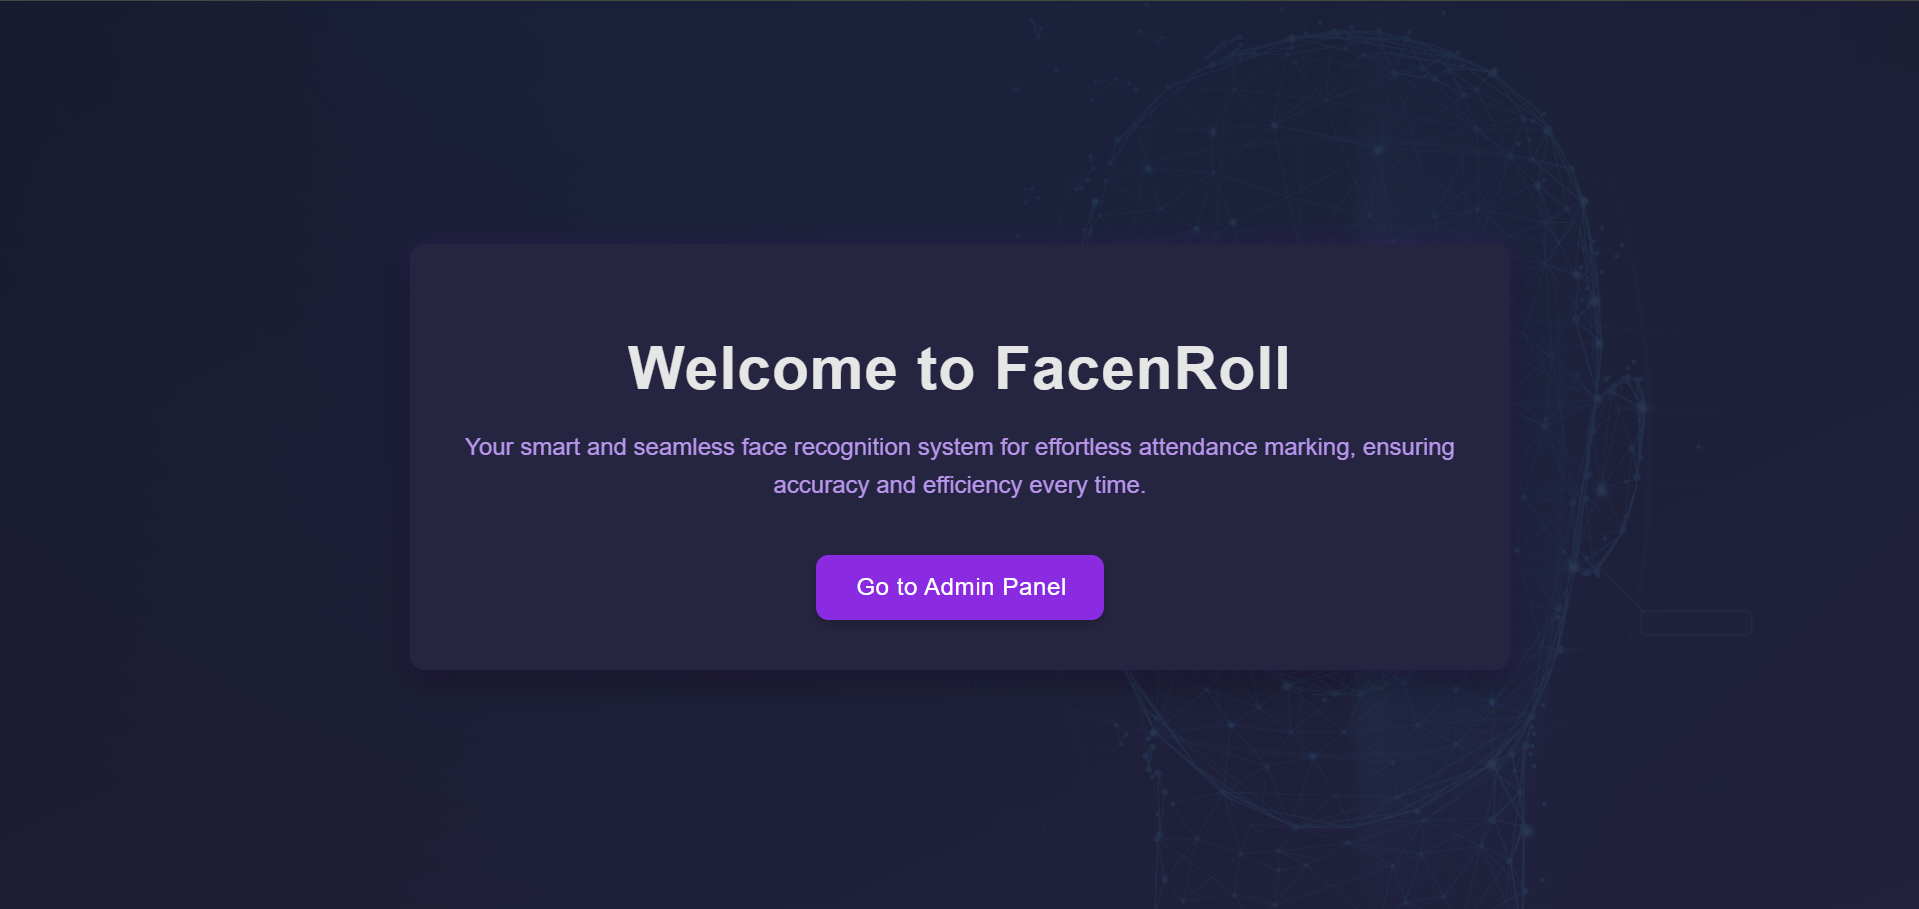 Welcome to FacenRoll
Your smart and seamless face recognition system for effortless attendance marking, ensuring
accuracy and efficiency every time.
Go to Admin Panel